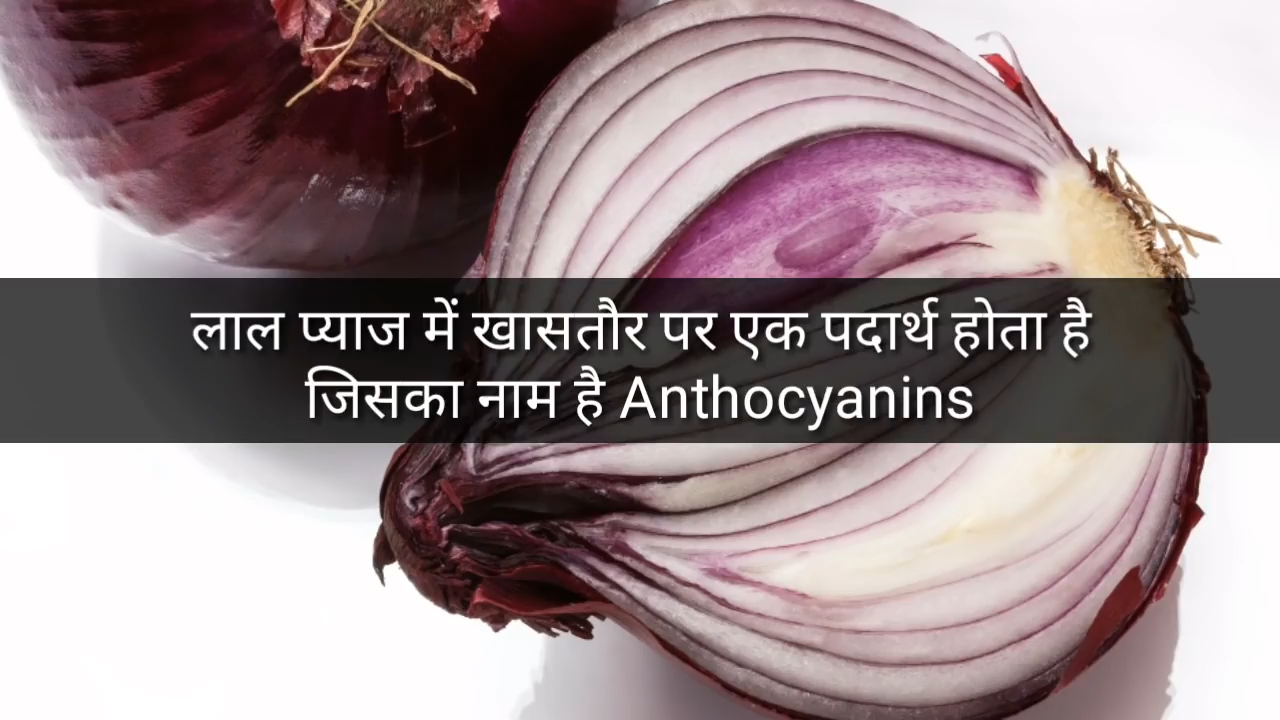 लाल प्याज में खासतौर पर एक पदार्थ होता है
जिसका नाम है Anthocyanins